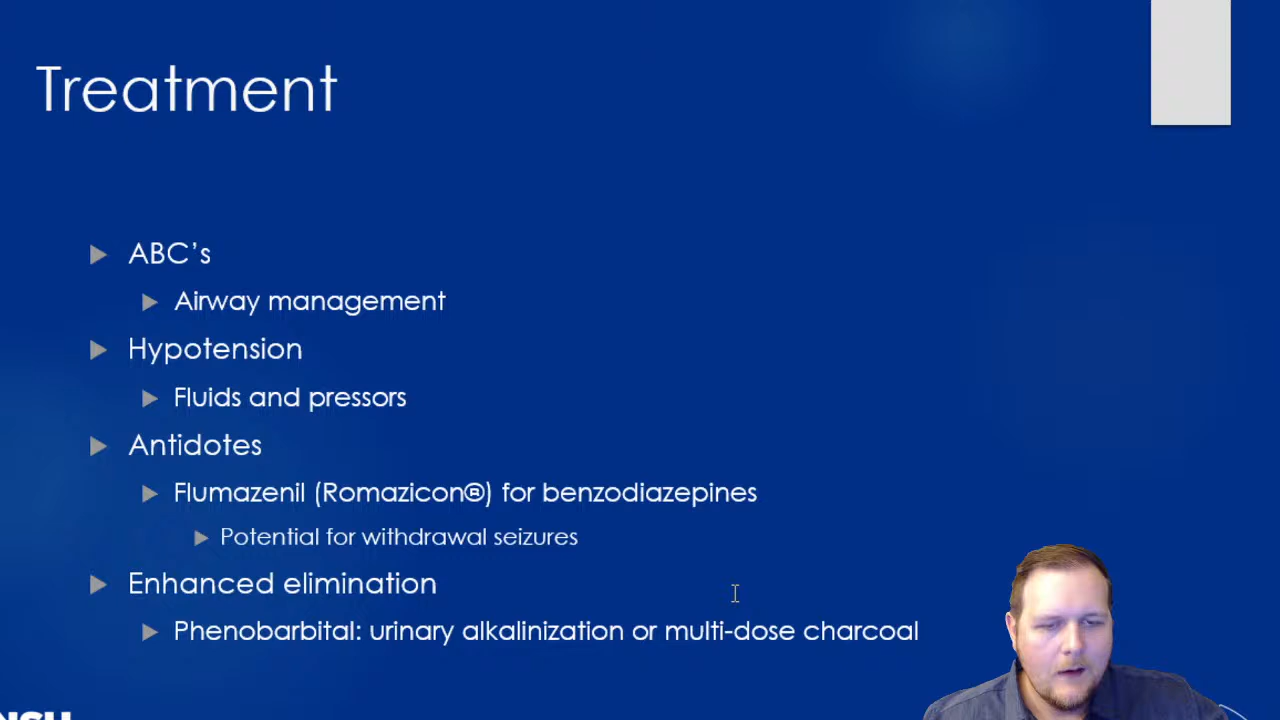 Treatment
ABC's
Airway management
Hypotension
Fluids and pressors
Antidotes
Flumazenil (Romazicon®) for benzodiazepines
Potential for withdrawal seizures
Enhanced elimination
Phenobarbital: urinary alkalinization or multi-dose charcoal